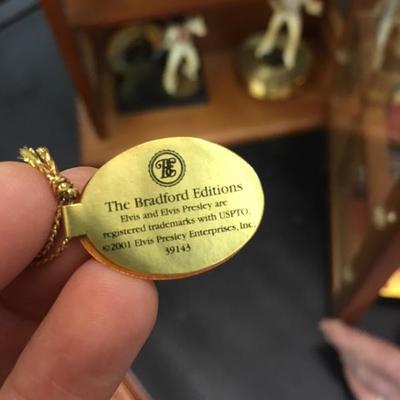 BE
The Bradford Editions
Elvis and Elvis Presley are
registered trademarks with USPTO.
©2001 Elvis Presley Enterprises, Inc.
39143